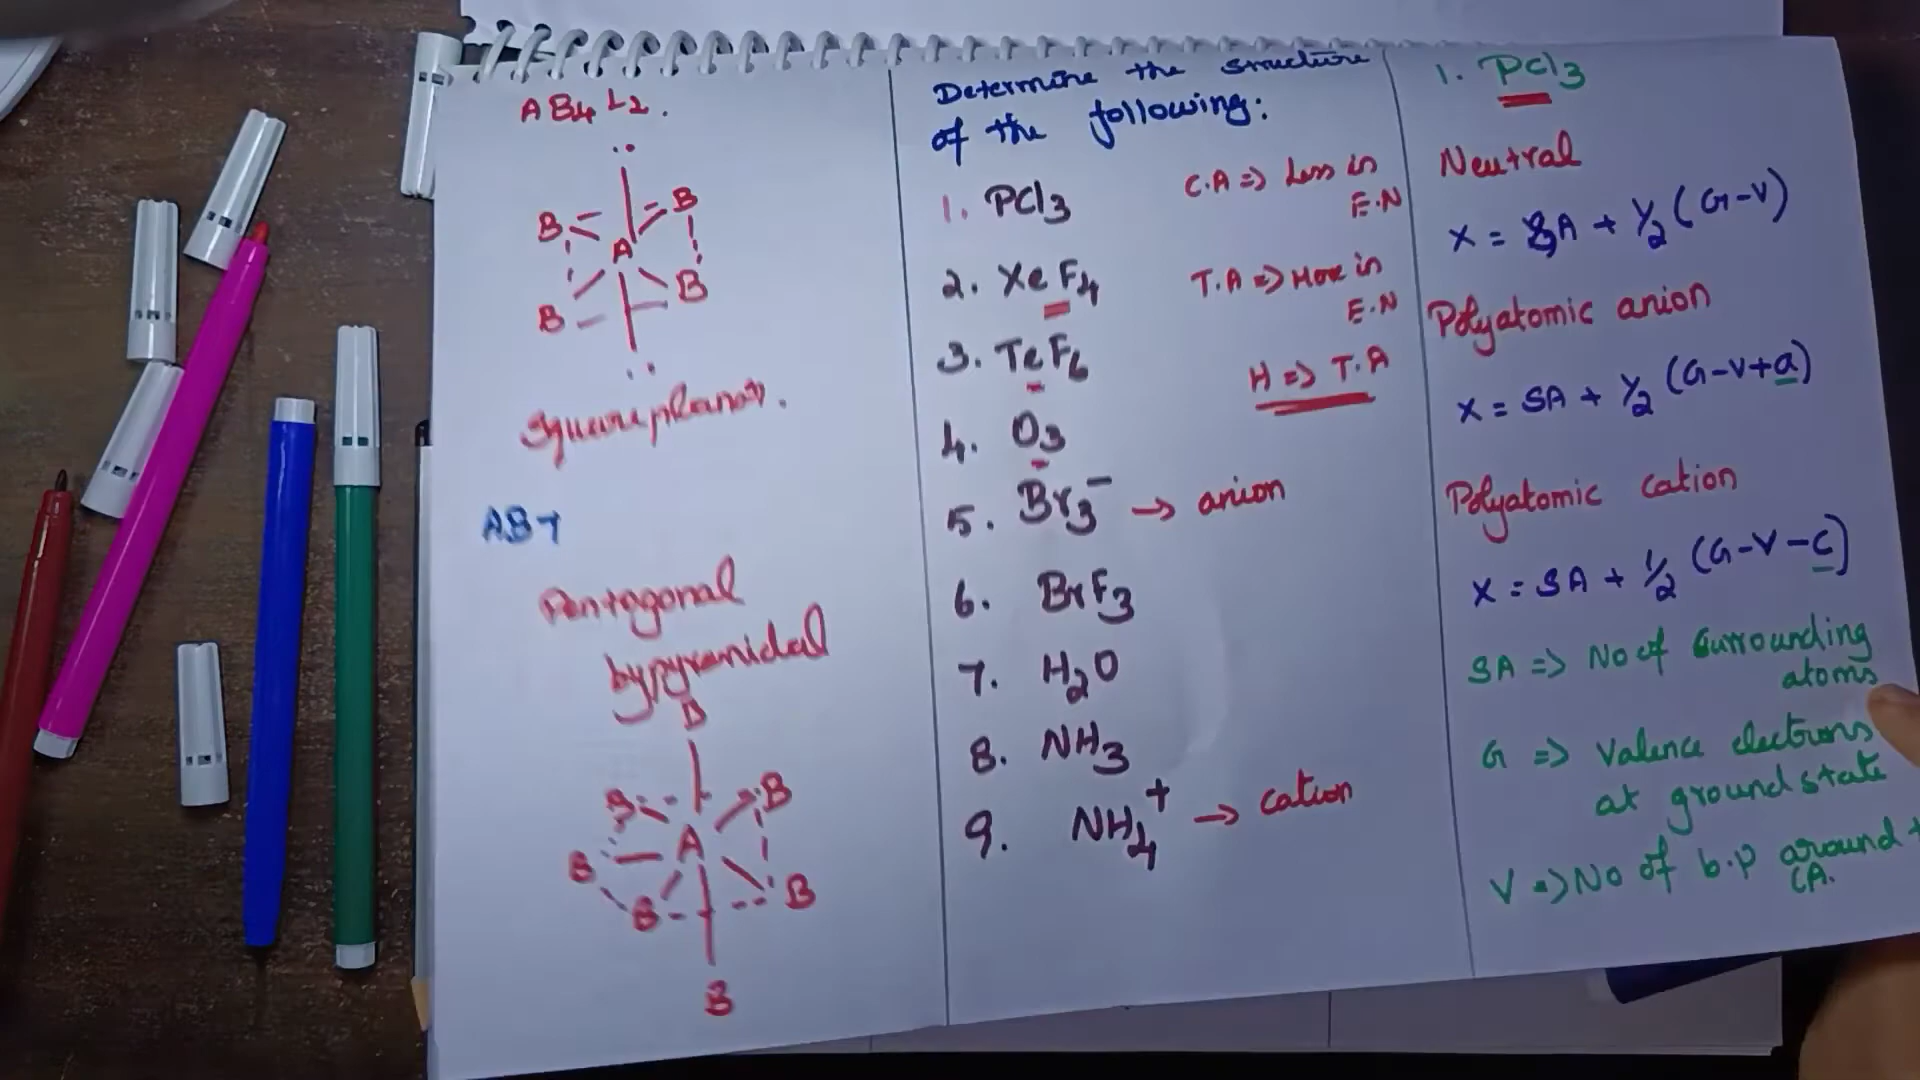 AB4L2.
B
B
A
B
B
Squareplanar.
AB7
Pentagonal
bypyramidal
B
B
B
B
A
B
B
B
Determine the structure
of the following:
1. PCl3
2. XeF4
3. TeF6
4. O3
5. Br3⁻ → anion
6. BrF3
7. H2O
8. NH3
9. NH4⁺ → cation
C.A => Less in
E.N
T.A => More in
E.N
H => T.A
1. PCl3
Neutral
X = SA + 1/2 (G-V)
Polyatomic anion
X = SA + 1/2 (G-V+a)
Polyatomic cation
X = SA + 1/2 (G-V-C)
SA => No of Surrounding
atoms
G => Valence electrons
at ground state
V => No of b.p around
CA.